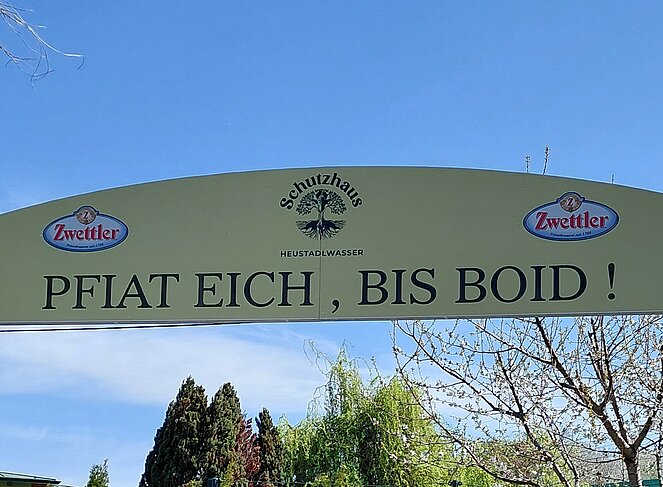 Schutzhaus
HEUSTADLWASSER
Zwettler
Zwettler
PFIAT EICH, BIS BOID !